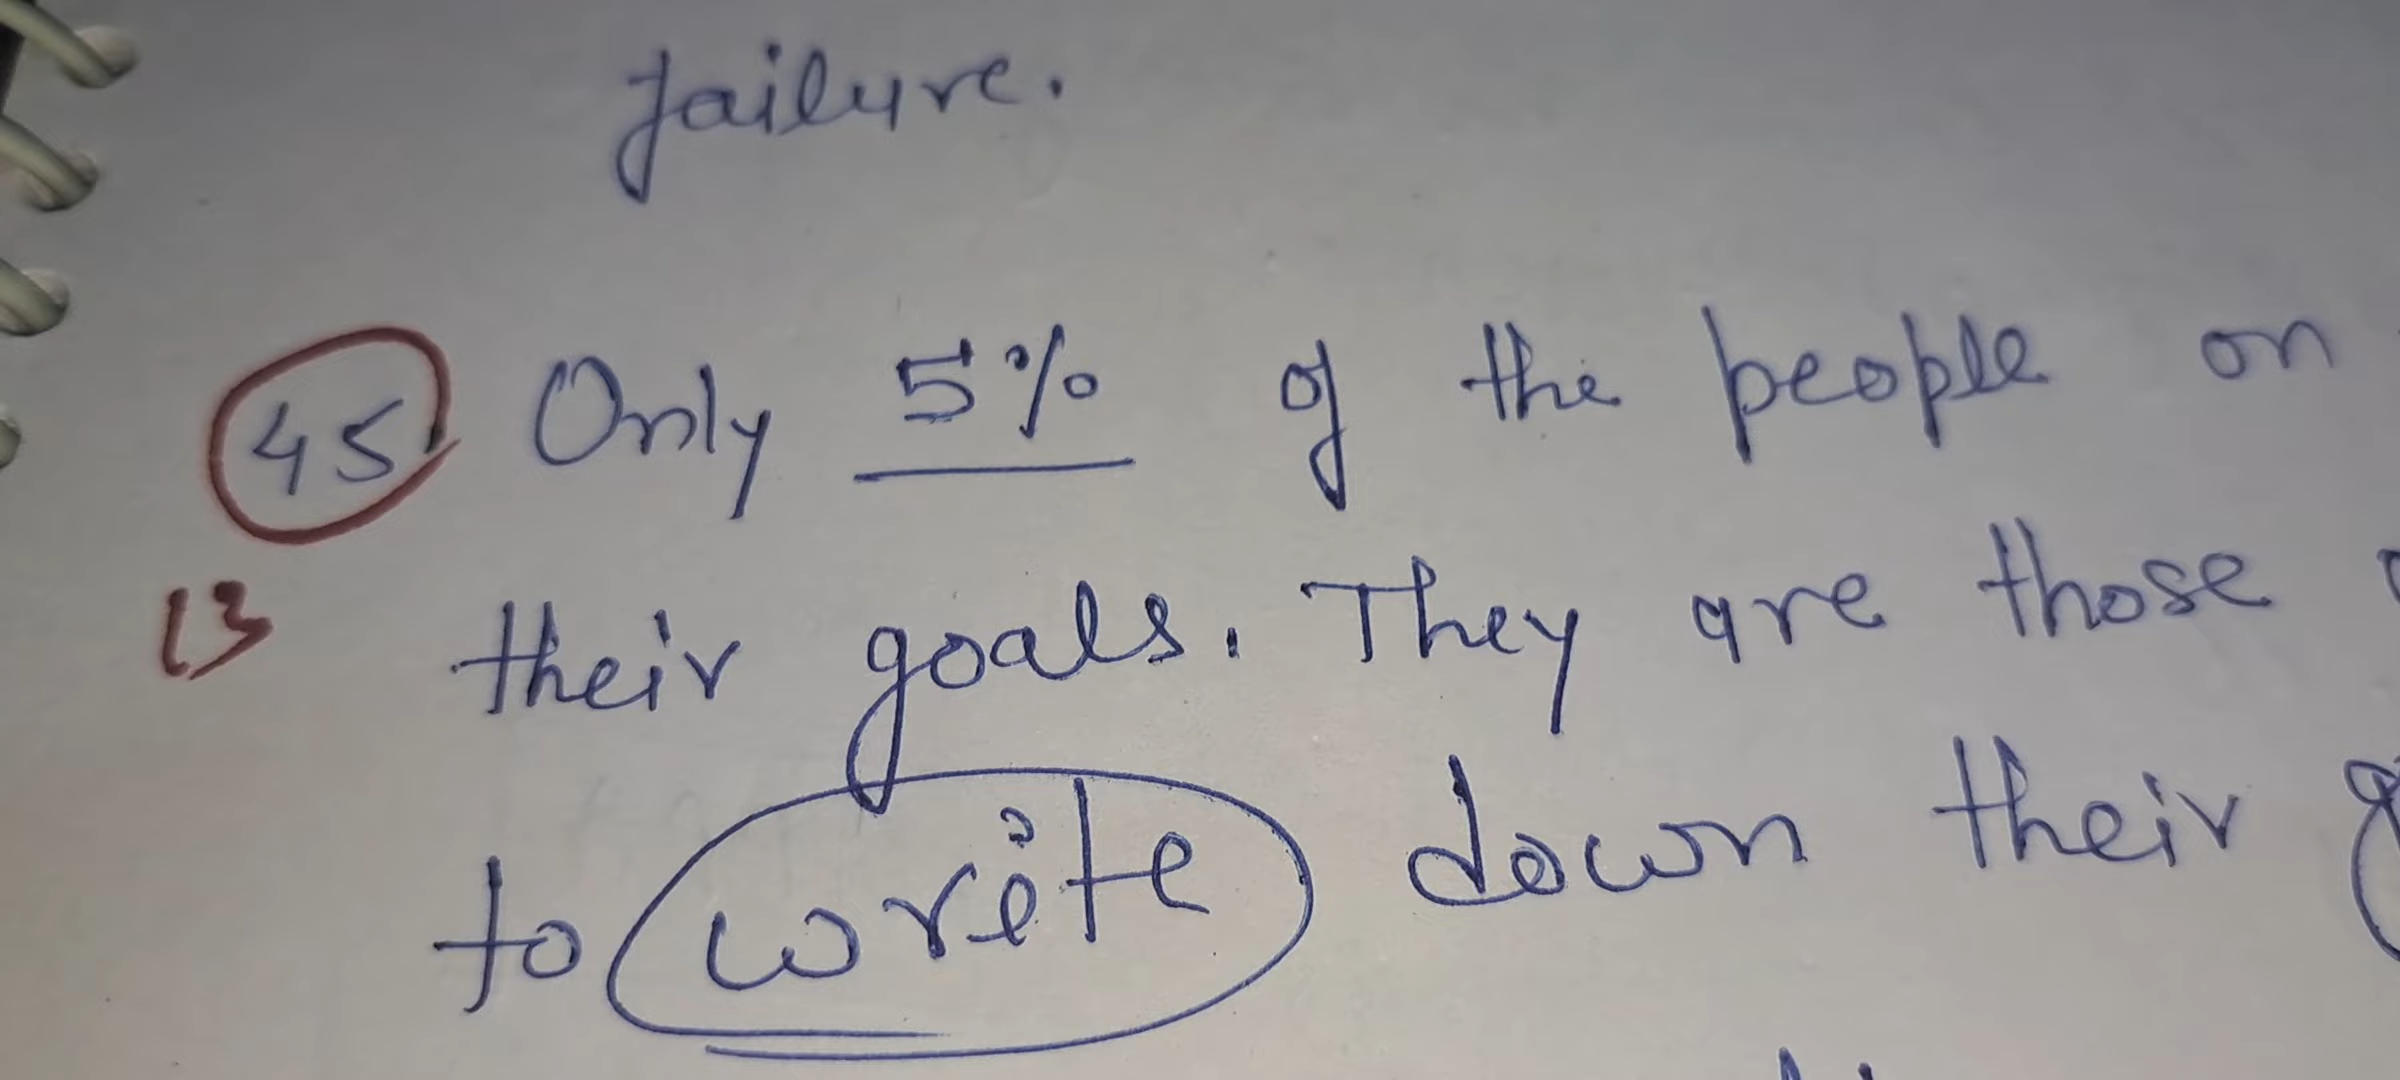 failure.
45 Only 5% of the people on
13 their goals. They are those
to write down their